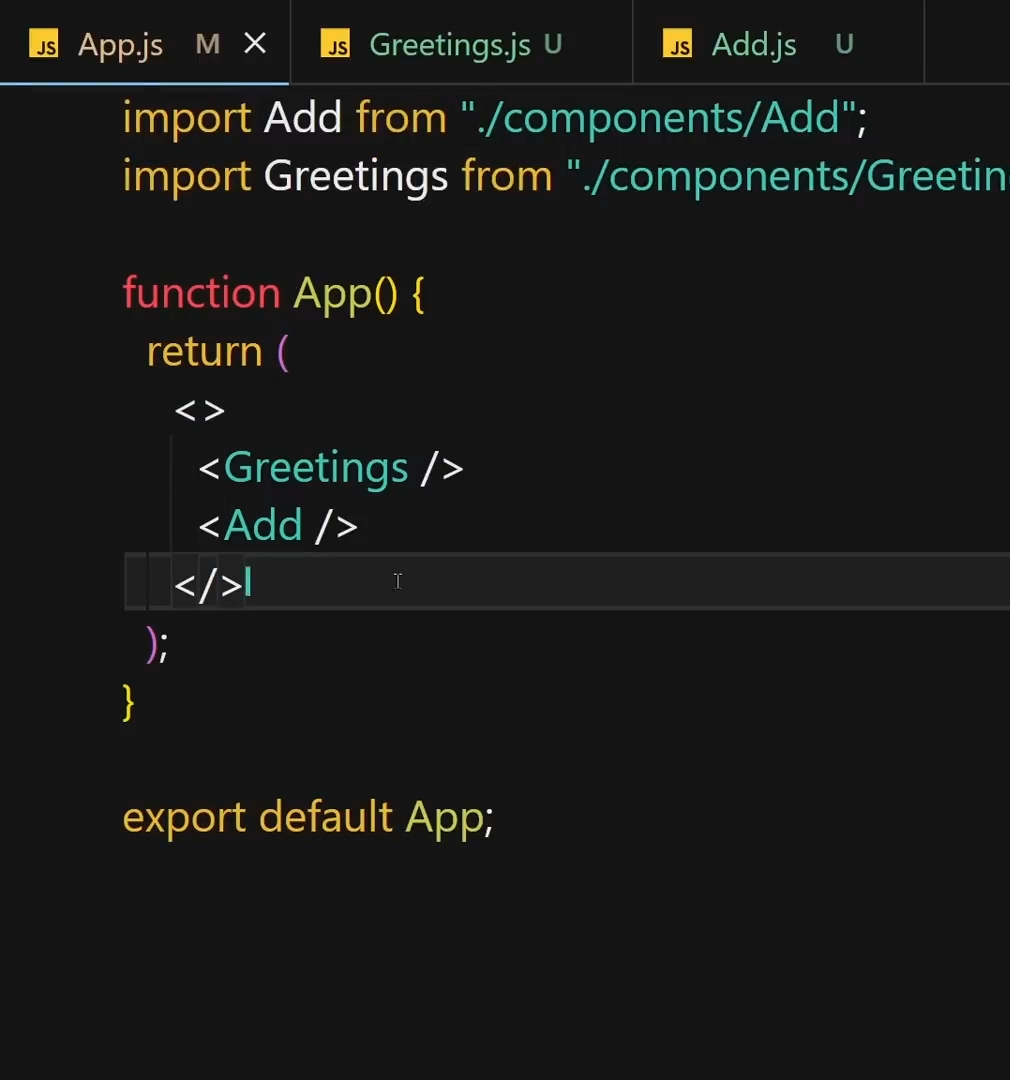 JS App.js M ×
JS Greetings.js U
JS Add.js U
import Add from "./components/Add";
import Greetings from "./components/Greetin
function App() {
return (
<>
<Greetings />
<Add />
</>
);
}
export default App;